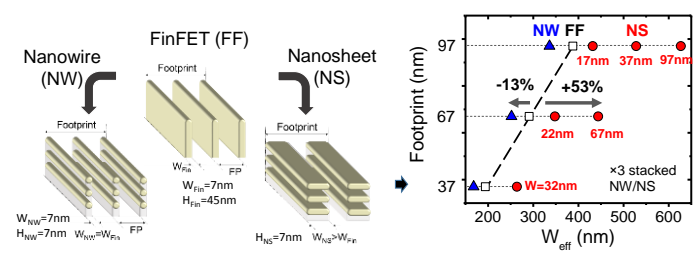 FinFET (FF)
Nanowire
(NW)
Nanosheet
(NS)
Footprint
Footprint
Footprint
W_Fin
FP
W_Fin=7nm
H_Fin=45nm
W_NW=7nm
H_NW=7nm
W_NW=W_Fin
FP
H_NS=7nm
W_NS>W_Fin
FP
NW FF NS
97
17nm 37nm 97nm
-13% +53%
67
22nm 67nm
37
W=32nm
×3 stacked
NW/NS
200 300 400 500 600
Footprint (nm)
W_eff (nm)